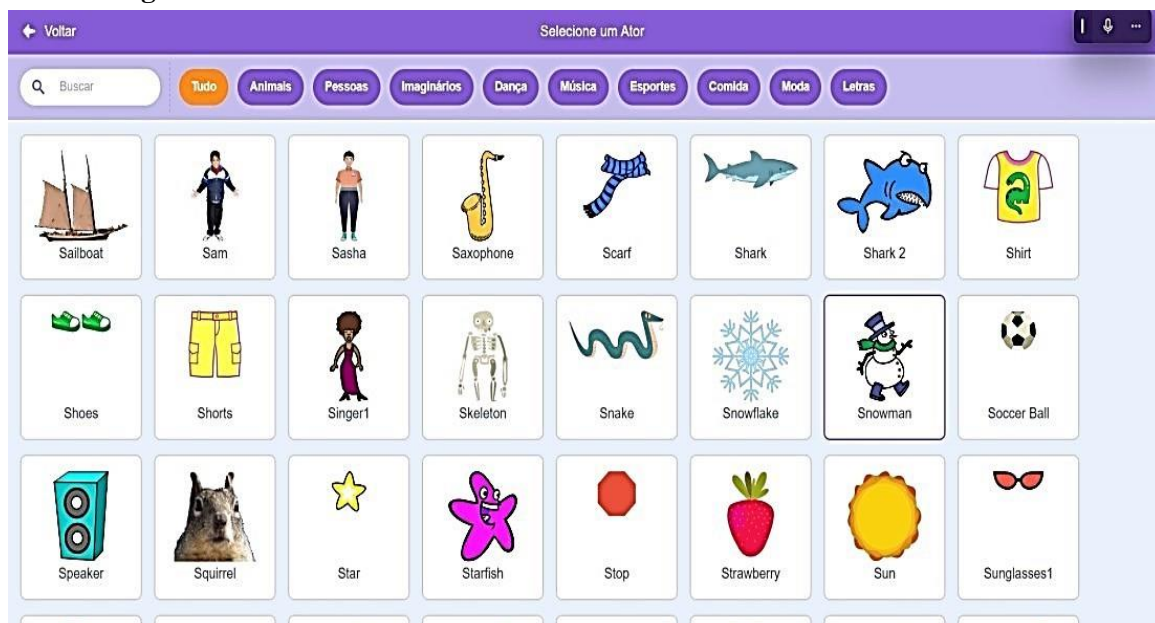 Voltar
Selecione um Ator
Buscar
Tudo
Animais
Pessoas
Imaginários
Dança
Música
Esportes
Comida
Moda
Letras
Sailboat
Sam
Sasha
Saxophone
Scarf
Shark
Shark 2
Shirt
Shoes
Shorts
Singer1
Skeleton
Snake
Snowflake
Snowman
Soccer Ball
Speaker
Squirrel
Star
Starfish
Stop
Strawberry
Sun
Sunglasses1